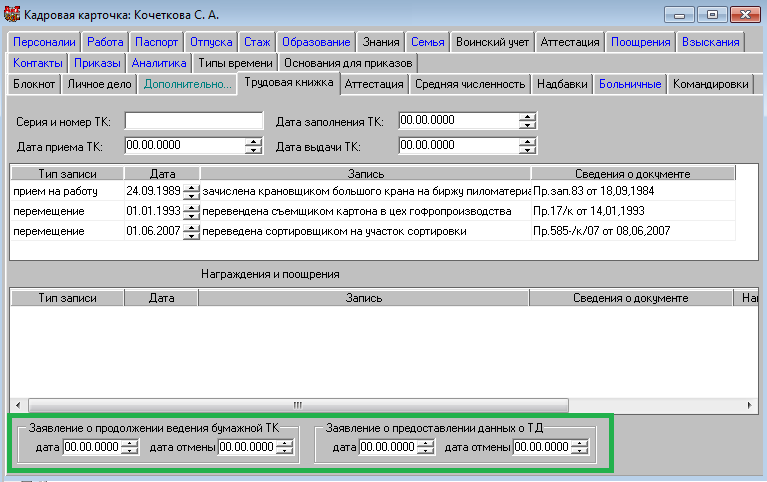 Кадровая карточка: Кочеткова С. А.
Персоналии Работа Паспорт Отпуска Стаж Образование Знания Семья Воинский учет Аттестация Поощрения Взыскания
Контакты Приказы Аналитика Типы времени Основания для приказов
Блокнот Личное дело Дополнительно... Трудовая книжка Аттестация Средняя численность Надбавки Больничные Командировки
Серия и номер ТК: Дата заполнения ТК: 00.00.0000
Дата приема ТК: 00.00.0000 Дата выдачи ТК: 00.00.0000
Тип записи Дата Запись Сведения о документе
прием на работу 24.09.1989 зачислена крановщиком большого крана на биржу пиломатериа Пр.зап.83 от 18,09,1984
перемещение 01.01.1993 перевендена съемщиком картона в цех гофропроизводства Пр.17/к от 14,01,1993
перемещение 01.06.2007 переведена сортировщиком на участок сортировки Пр.585-/к/07 от 08,06,2007
Награждения и поощрения
Тип записи Дата Запись Сведения о документе На
Заявление о продолжении ведения бумажной ТК Заявление о предоставлении данных о ТД
дата 00.00.0000 дата отмены 00.00.0000 дата 00.00.0000 дата отмены 00.00.0000